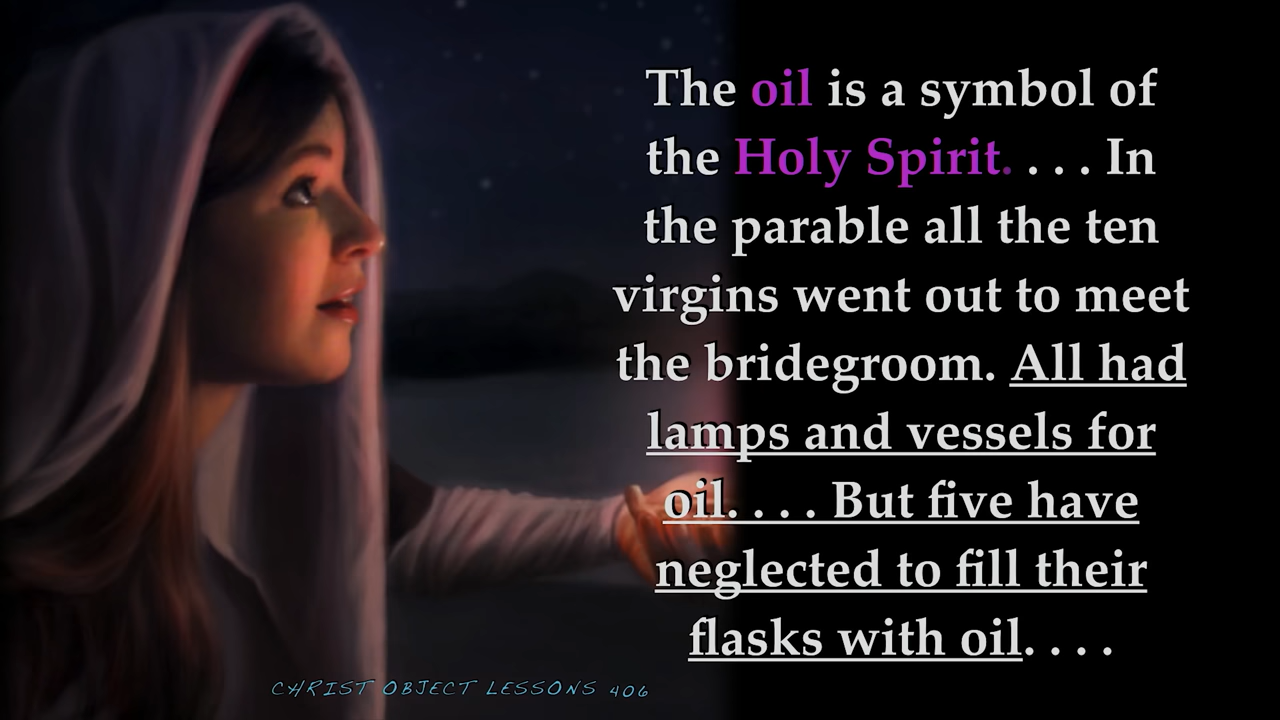 The oil is a symbol of
the Holy Spirit. . . . In
the parable all the ten
virgins went out to meet
the bridegroom. All had
lamps and vessels for
oil. . . . But five have
neglected to fill their
flasks with oil. . . .
CHRIST OBJECT LESSONS 406